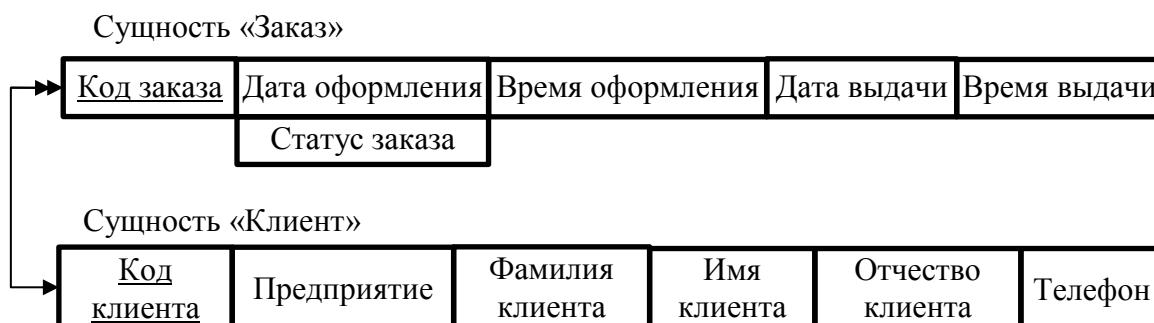 Сущность «Заказ»
Код заказа Дата оформления Время оформления Дата выдачи Время выдачи
Статус заказа
Сущность «Клиент»
Код клиента Предприятие Фамилия клиента Имя клиента Отчество клиента Телефон